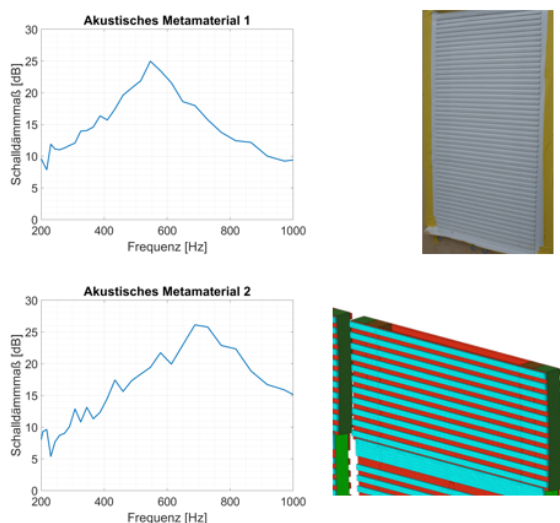 Akustisches Metamaterial 1
30
25
20
15
10
5
0
Schalldämmmaß [dB]
200 400 600 800 1000
Frequenz [Hz]
Akustisches Metamaterial 2
30
25
20
15
10
5
0
Schalldämmmaß [dB]
200 400 600 800 1000
Frequenz [Hz]